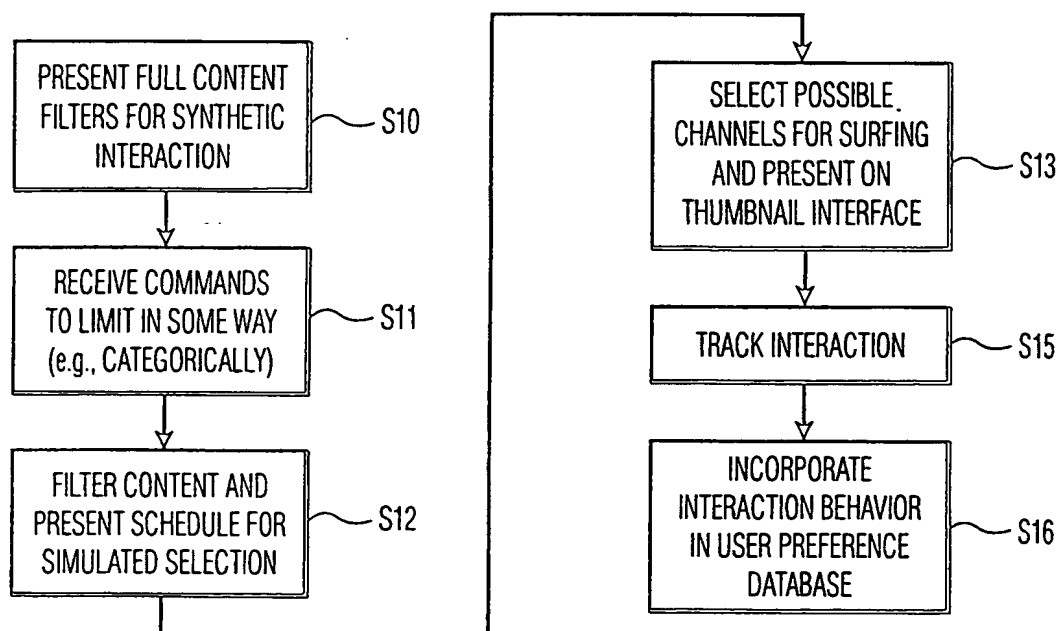 PRESENT FULL CONTENT
FILTERS FOR SYNTHETIC
INTERACTION
S10
RECEIVE COMMANDS
TO LIMIT IN SOME WAY
(e.g., CATEGORICALLY)
S11
FILTER CONTENT AND
PRESENT SCHEDULE FOR
SIMULATED SELECTION
S12
SELECT POSSIBLE
CHANNELS FOR SURFING
AND PRESENT ON
THUMBNAIL INTERFACE
S13
TRACK INTERACTION
S15
INCORPORATE
INTERACTION BEHAVIOR
IN USER PREFERENCE
DATABASE
S16